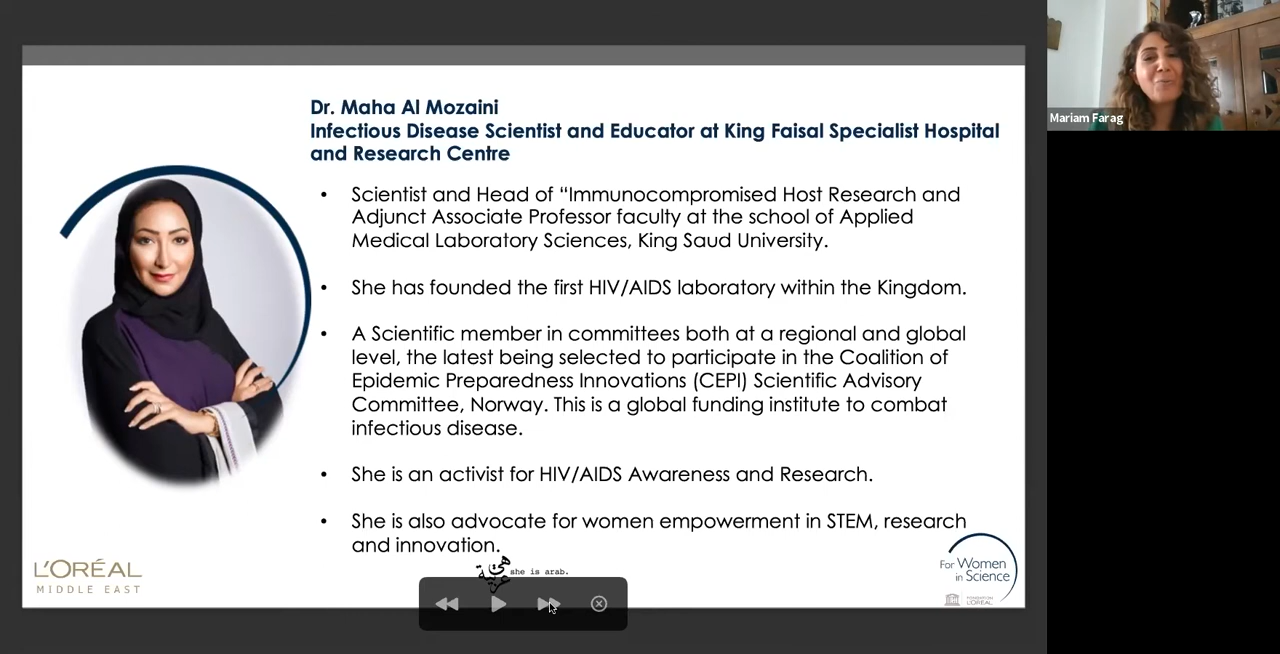 Dr. Maha Al Mozaini
Infectious Disease Scientist and Educator at King Faisal Specialist Hospital
and Research Centre
• Scientist and Head of “Immunocompromised Host Research and
Adjunct Associate Professor faculty at the school of Applied
Medical Laboratory Sciences, King Saud University.
• She has founded the first HIV/AIDS laboratory within the Kingdom.
• A Scientific member in committees both at a regional and global
level, the latest being selected to participate in the Coalition of
Epidemic Preparedness Innovations (CEPI) Scientific Advisory
Committee, Norway. This is a global funding institute to combat
infectious disease.
• She is an activist for HIV/AIDS Awareness and Research.
• She is also advocate for women empowerment in STEM, research
and innovation.
L'ORÉAL
MIDDLE EAST
هي عربية
she is arab.
For Women
in Science
FONDATION
L'ORÉAL
Mariam Farag